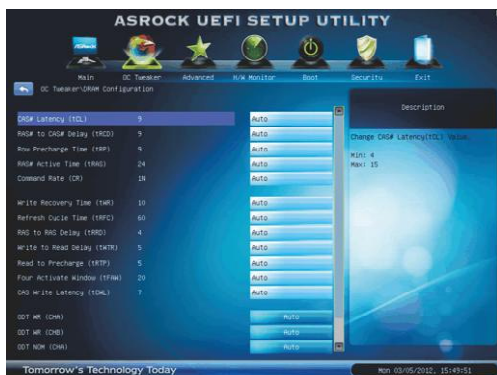 ASROCK UEFI SETUP UTILITY
Main OC Tweaker Advanced H/W Monitor Boot Security Exit
OC Tweaker\DRAM Configuration
Description
CAS# Latency (tCL) 9 Auto
Change CAS# Latency(tCL) Value.
Min: 4
Max: 15
RAS# to CAS# Delay (tRCD) 9 Auto
Row Precharge Time (tRP) 9 Auto
RAS# Active Time (tRAS) 24 Auto
Command Rate (CR) 1N Auto
Write Recovery Time (tWR) 10 Auto
Refresh Cycle Time (tRFC) 60 Auto
RAS to RAS Delay (tRRD) 4 Auto
Write to Read Delay (tWTR) 5 Auto
Read to Precharge (tRTP) 5 Auto
Four Activate Window (tFAW) 20 Auto
CAS Write Latency (tCWL) 7 Auto
ODT WR (CHA) Auto
ODT WR (CHB) Auto
ODT NOM (CHA) Auto
Tomorrow's Technology Today
Mon 03/05/2012, 15:49:51